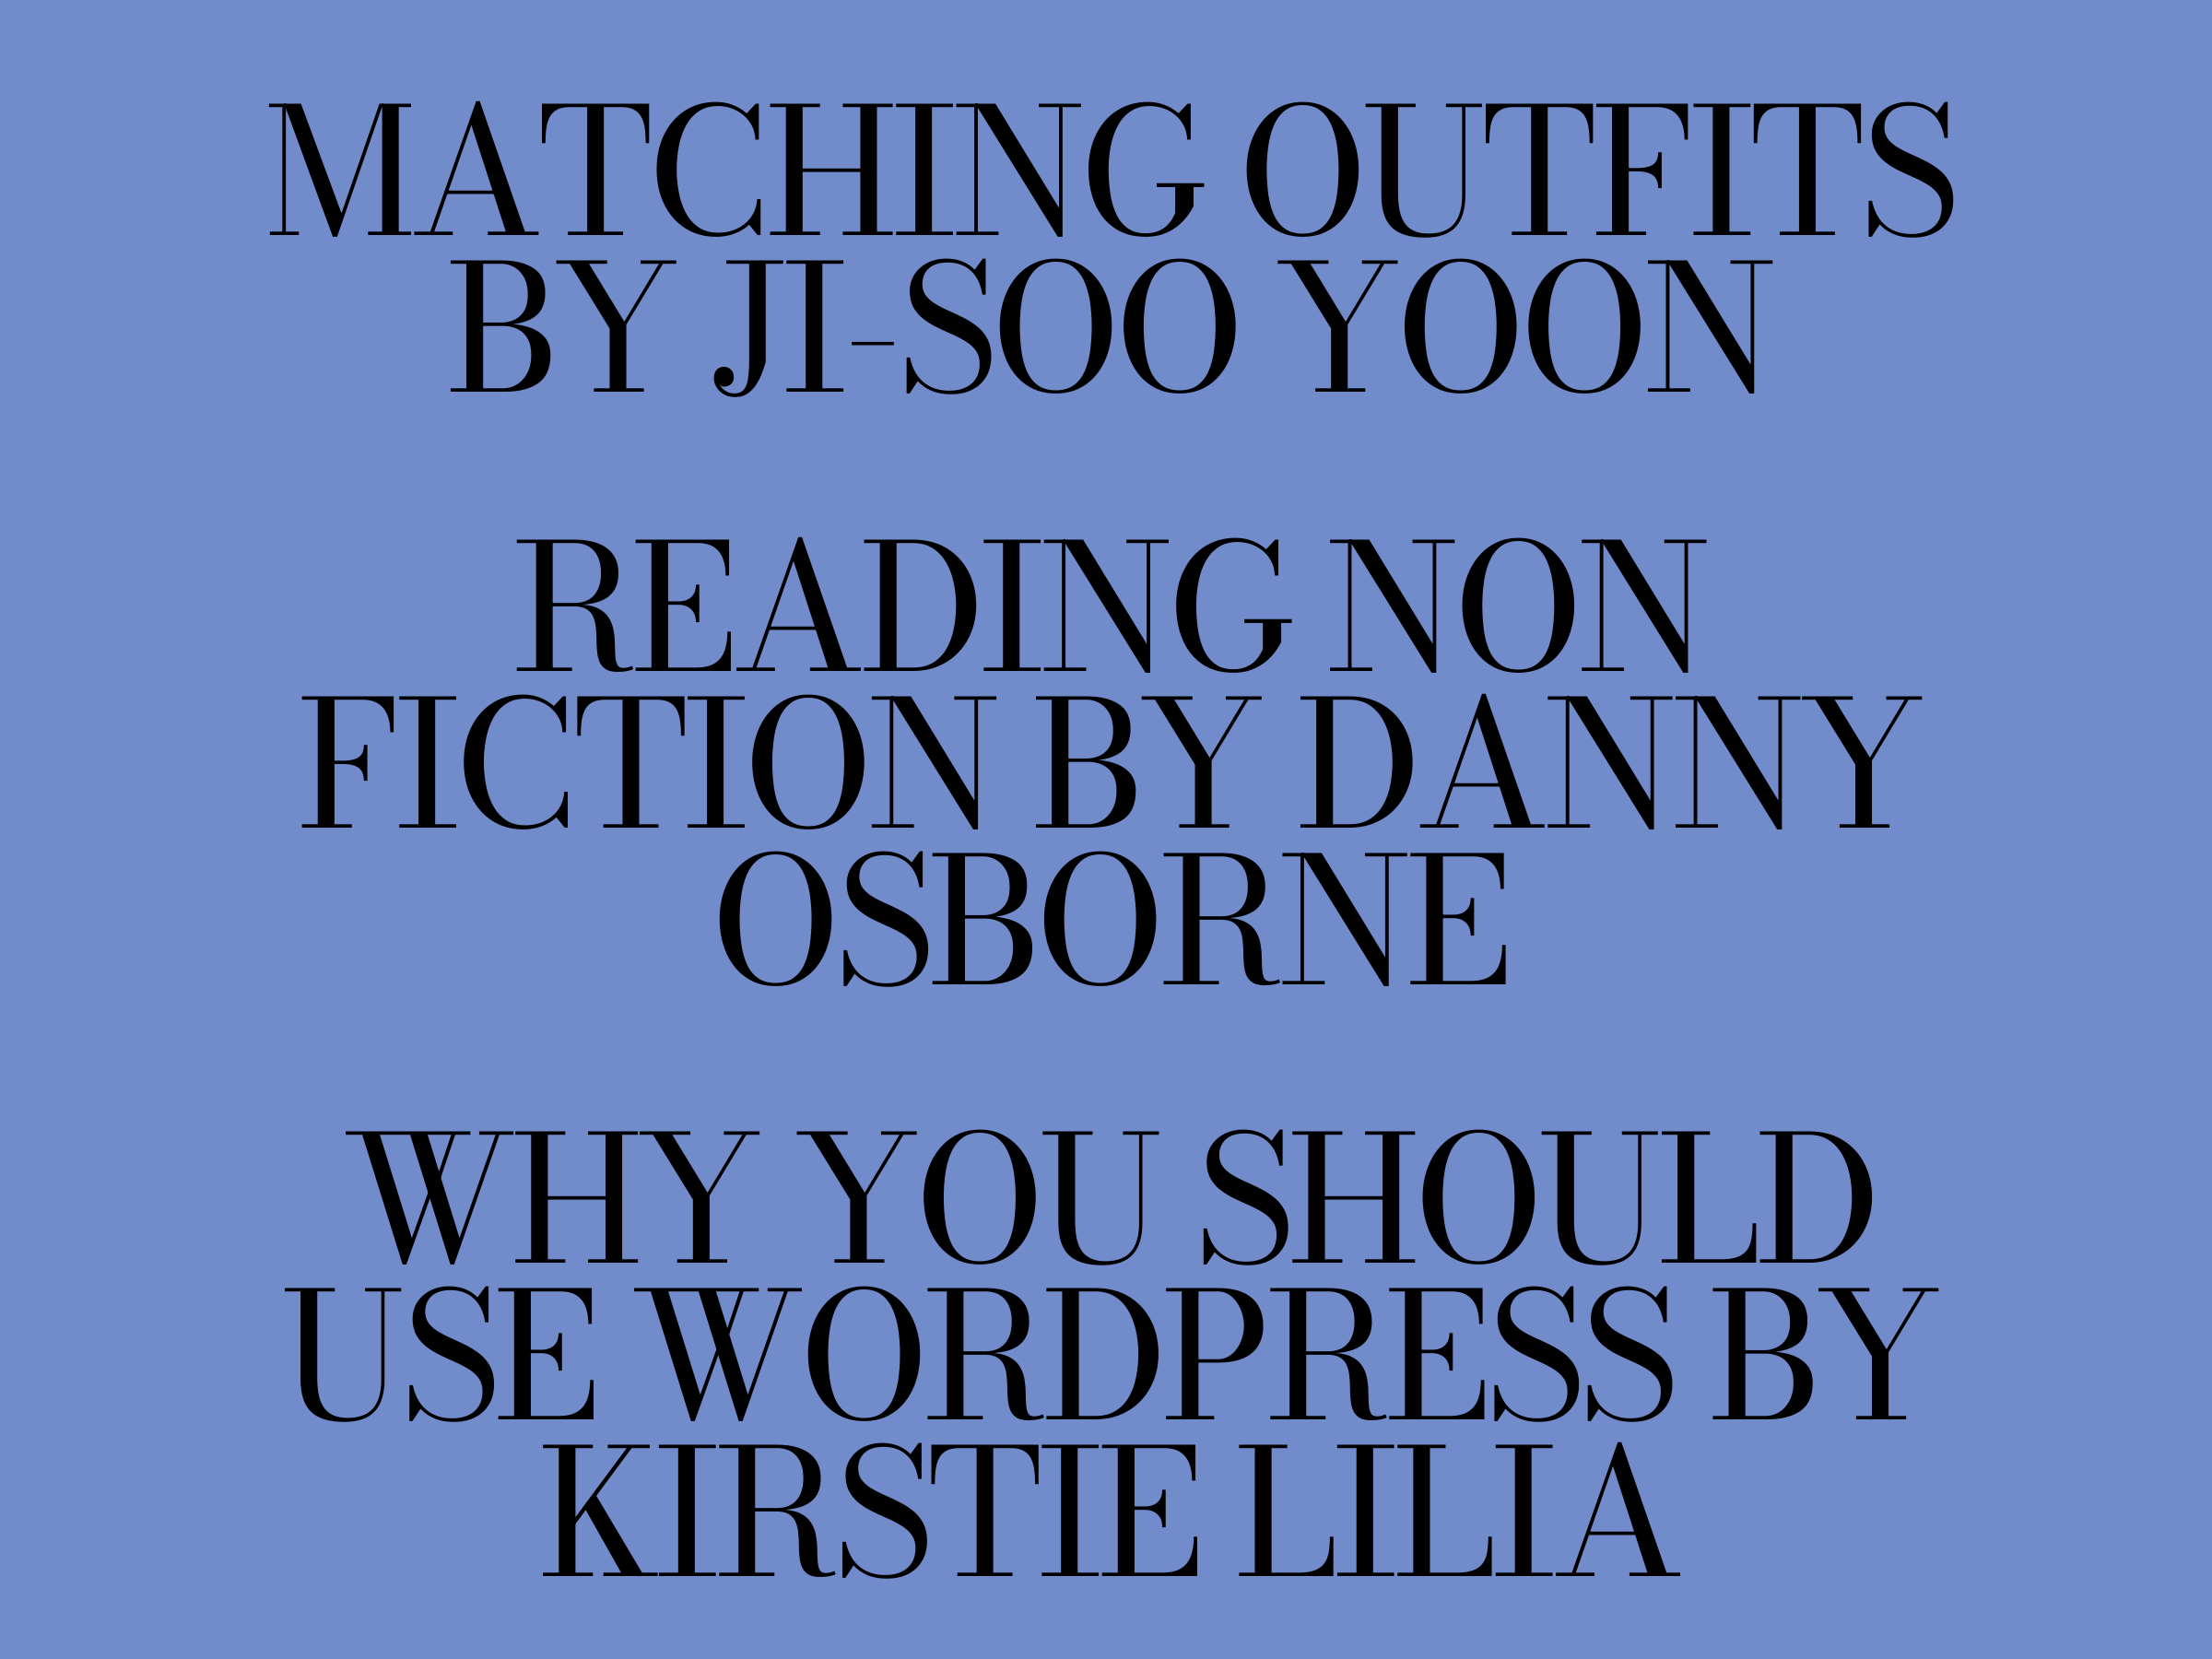 MATCHING OUTFITS
BY JI-SOO YOON
READING NON
FICTION BY DANNY
OSBORNE
WHY YOU SHOULD
USE WORDPRESS BY
KIRSTIE LILIA